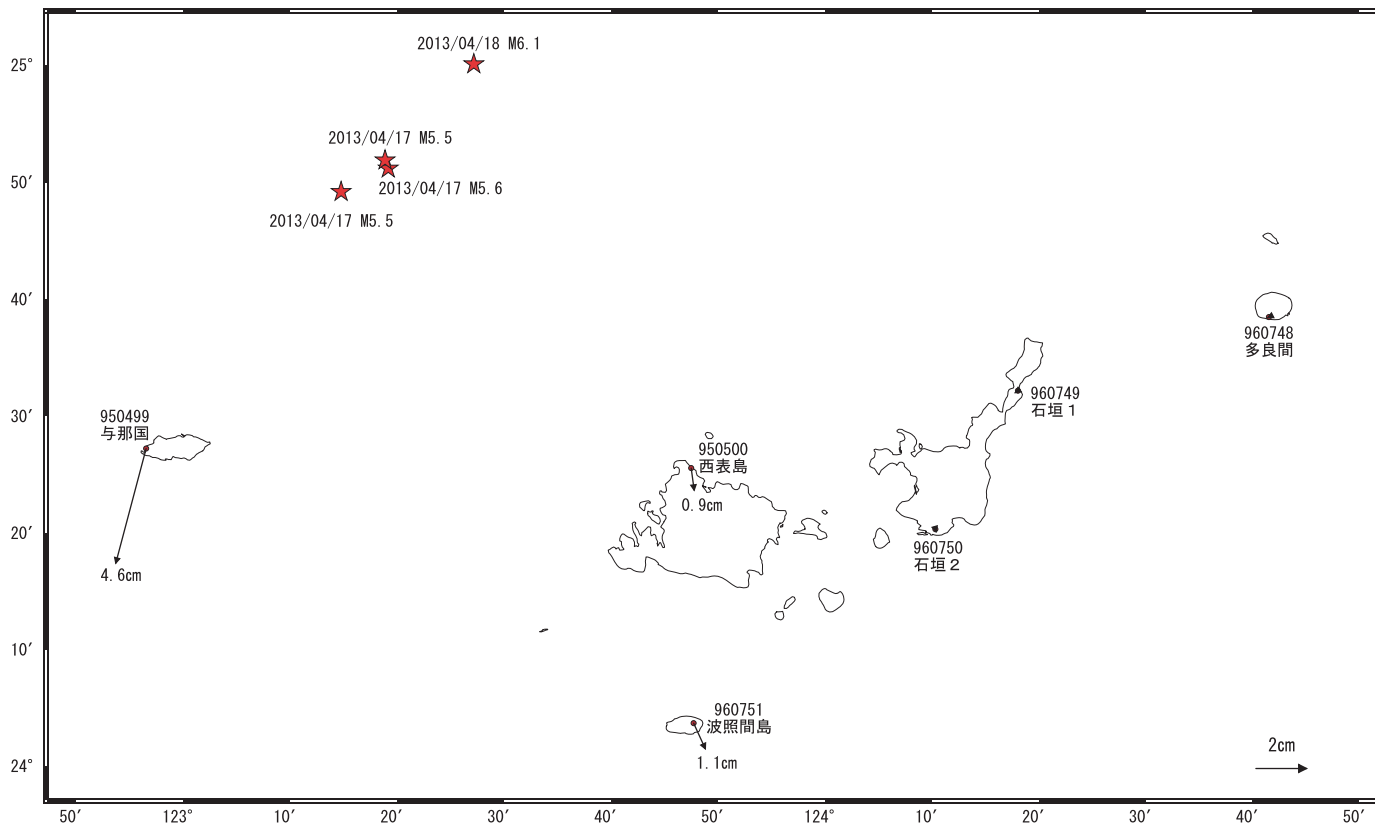 2013/04/18 M6.1
25°
2013/04/17 M5.5
50′
2013/04/17 M5.6
2013/04/17 M5.5
40′
960748
多良間
30′
950499
与那国
960749
石垣１
950500
西表島
0.9cm
20′
960750
石垣２
4.6cm
10′
960751
波照間島
1.1cm
2cm
24°
50′ 123° 10′ 20′ 30′ 40′ 50′ 124° 10′ 20′ 30′ 40′ 50′